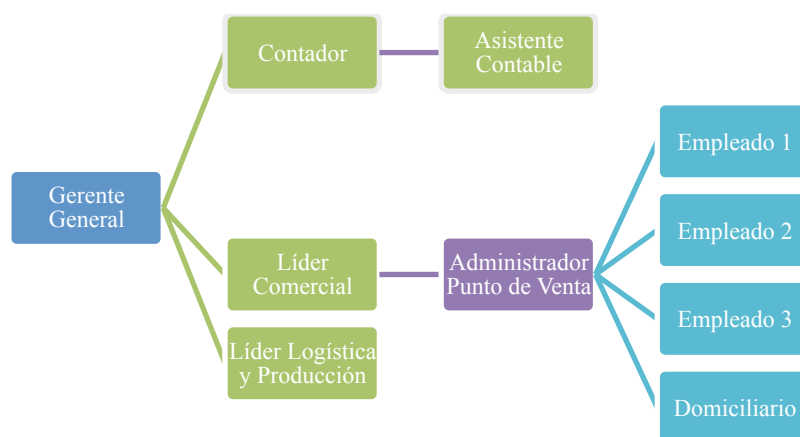 Contador
Asistente
Contable
Gerente
General
Líder
Comercial
Administrador
Punto de Venta
Líder Logística
y Producción
Empleado 1
Empleado 2
Empleado 3
Domiciliario